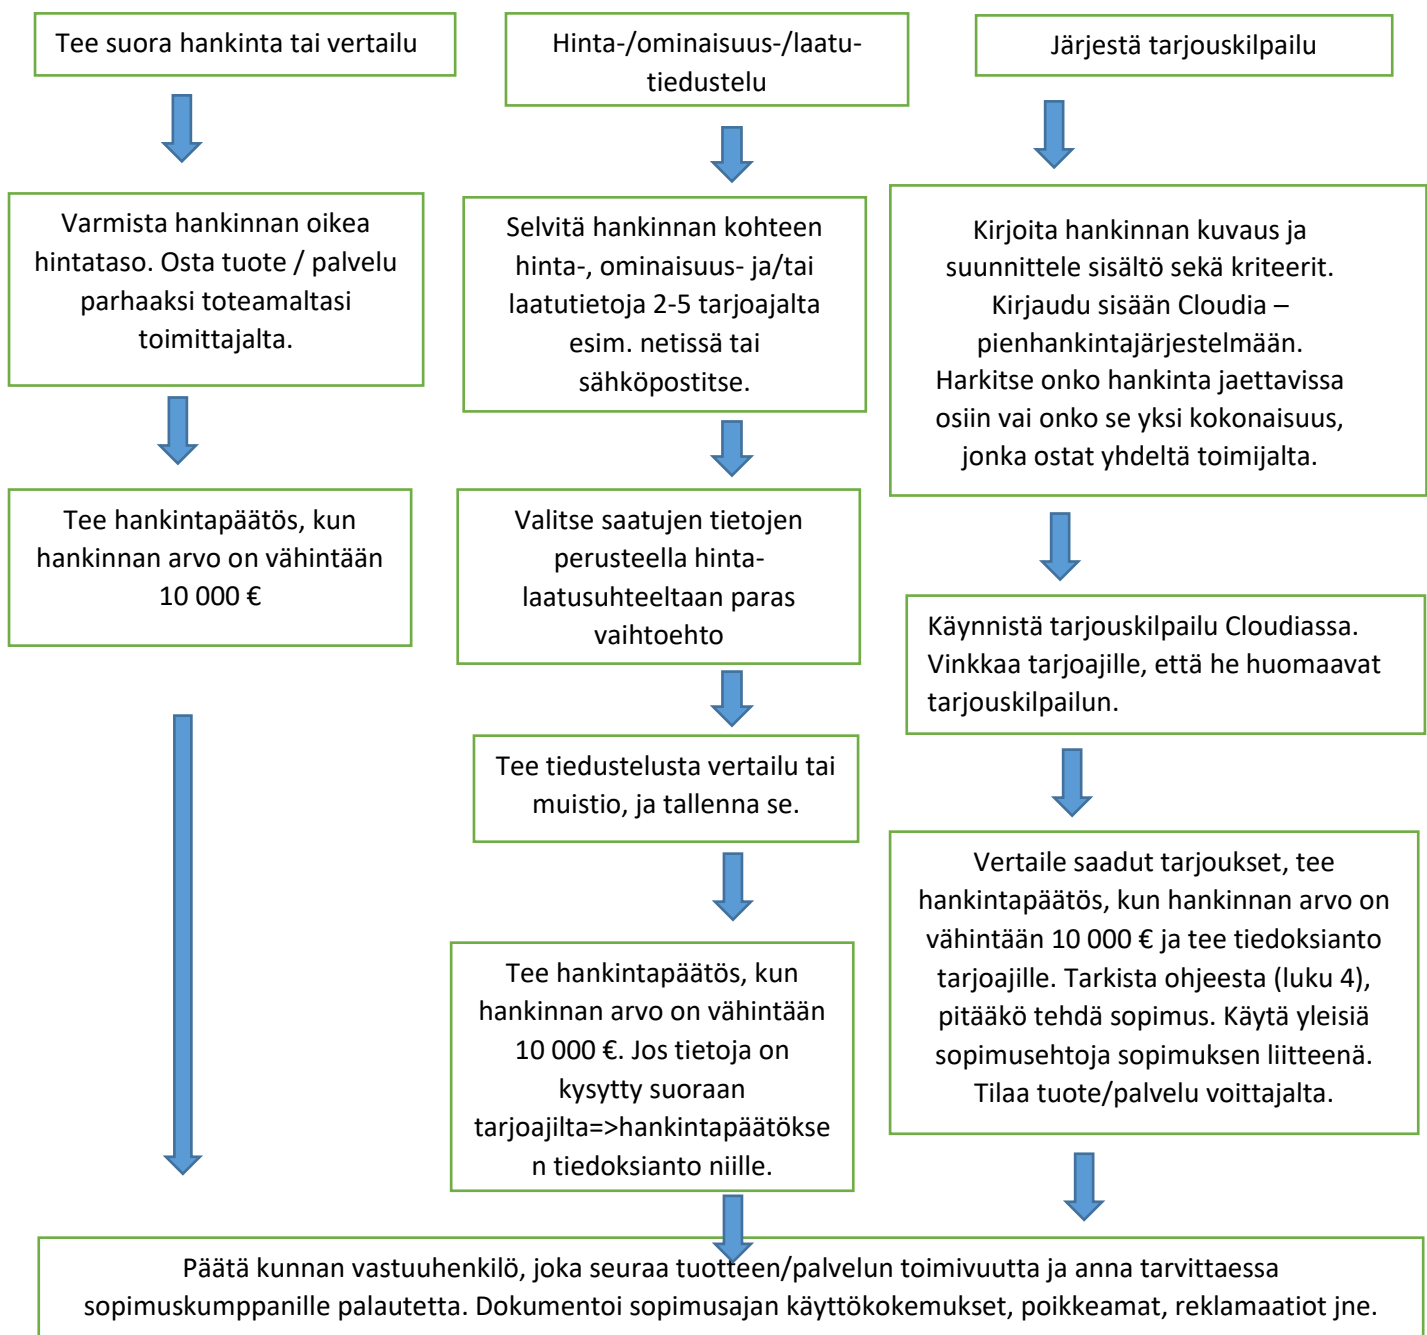 Tee suora hankinta tai vertailu
Varmista hankinnan oikea
hintataso. Osta tuote / palvelu
parhaaksi toteamaltasi
toimittajalta.
Tee hankintapäätös, kun
hankinnan arvo on vähintään
10 000 €
Hinta-/ominaisuus-/laatu-
tiedustelu
Selvitä hankinnan kohteen
hinta-, ominaisuus- ja/tai
laatutietoja 2-5 tarjoajalta
esim. netissä tai
sähköpostitse.
Valitse saatujen tietojen
perusteella hinta-
laatusuhteeltaan paras
vaihtoehto
Tee tiedustelusta vertailu tai
muistio, ja tallenna se.
Tee hankintapäätös, kun
hankinnan arvo on vähintään
10 000 €. Jos tietoja on
kysytty suoraan
tarjoajilta=>hankintapäätökse
n tiedoksianto niille.
Järjestä tarjouskilpailu
Kirjoita hankinnan kuvaus ja
suunnittele sisältö sekä kriteerit.
Kirjaudu sisään Cloudia –
pienhankintajärjestelmään.
Harkitse onko hankinta jaettavissa
osiin vai onko se yksi kokonaisuus,
jonka ostat yhdeltä toimijalta.
Käynnistä tarjouskilpailu Cloudiassa.
Vinkkaa tarjoajille, että he huomaavat
tarjouskilpailun.
Vertaile saadut tarjoukset, tee
hankintapäätös, kun hankinnan arvo on
vähintään 10 000 € ja tee tiedoksianto
tarjoajille. Tarkista ohjeesta (luku 4),
pitääkö tehdä sopimus. Käytä yleisiä
sopimusehtoja sopimuksen liitteenä.
Tilaa tuote/palvelu voittajalta.
Päätä kunnan vastuuhenkilö, joka seuraa tuotteen/palvelun toimivuutta ja anna tarvittaessa
sopimuskumppanille palautetta. Dokumentoi sopimusajan käyttökokemukset, poikkeamat, reklamaatiot jne.